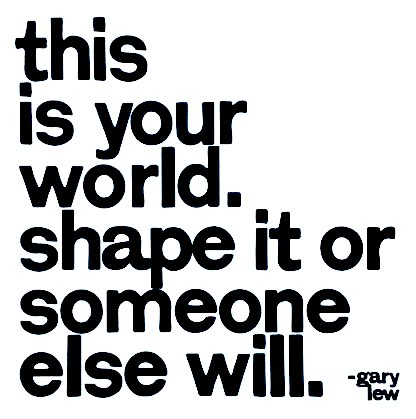 this
is your
world.
shape it or
someone
else will.
-gary
lew